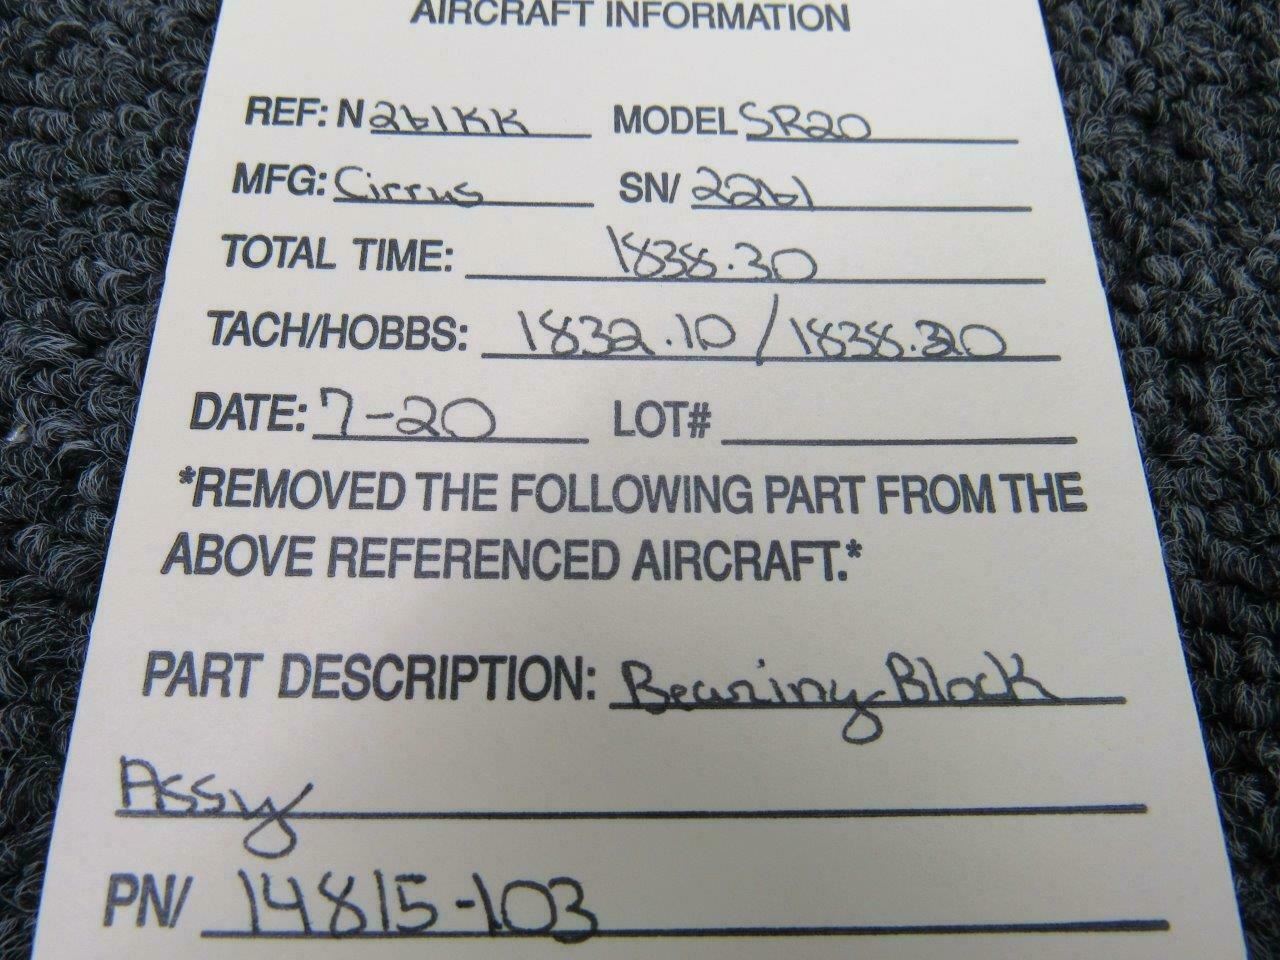 AIRCRAFT INFORMATION
REF: N 261KK MODEL SR20
MFG: Cirrus SN/ 2261
TOTAL TIME: 1838.30
TACH/HOBBS: 1832.10 / 1838.30
DATE: 7-20 LOT#
*REMOVED THE FOLLOWING PART FROM THE
ABOVE REFERENCED AIRCRAFT.*
PART DESCRIPTION: Bearing Block
Assy
PN/ 14815-103